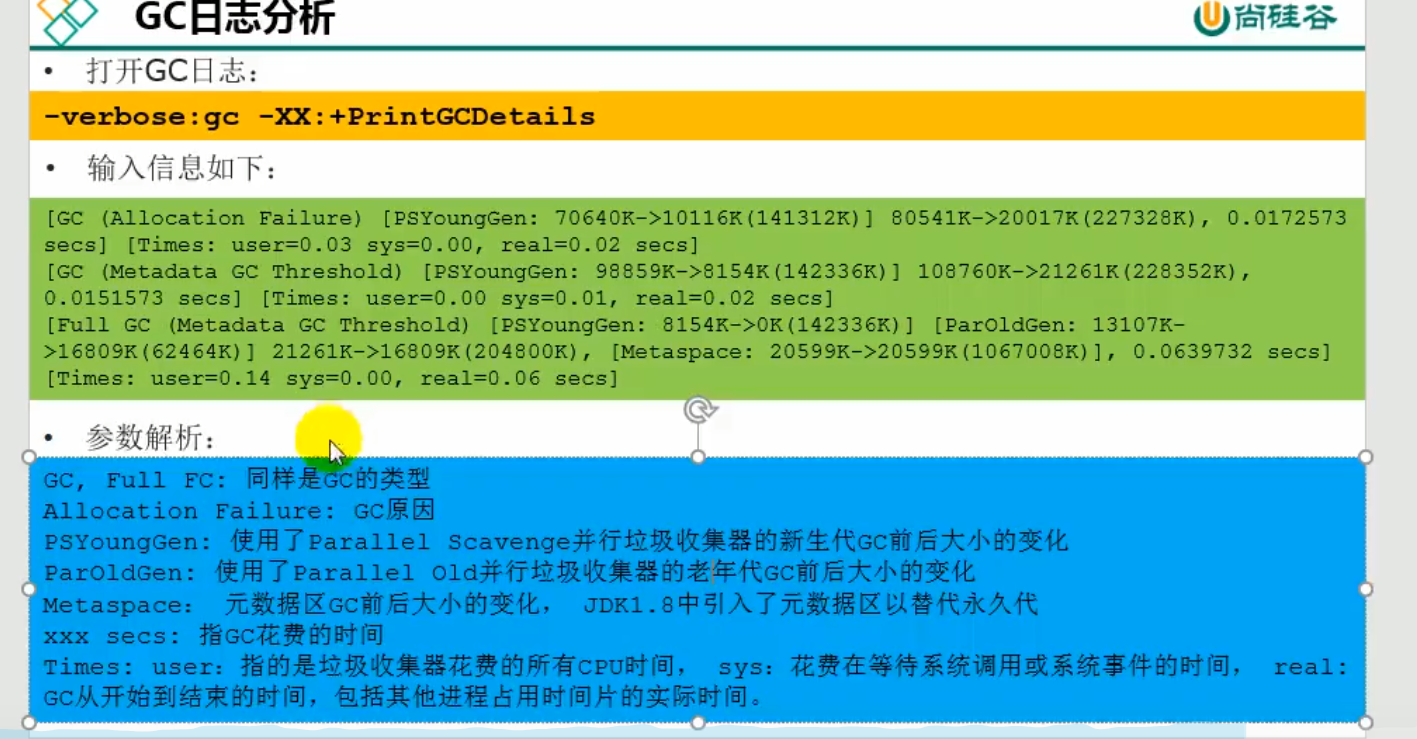 GC日志分析
尚硅谷
• 打开GC日志：
-verbose:gc -XX:+PrintGCDetails
• 输入信息如下：
[GC (Allocation Failure) [PSYoungGen: 70640K->10116K(141312K)] 80541K->20017K(227328K), 0.0172573
secs] [Times: user=0.03 sys=0.00, real=0.02 secs]
[GC (Metadata GC Threshold) [PSYoungGen: 98859K->8154K(142336K)] 108760K->21261K(228352K),
0.0151573 secs] [Times: user=0.00 sys=0.01, real=0.02 secs]
[Full GC (Metadata GC Threshold) [PSYoungGen: 8154K->0K(142336K)] [ParOldGen: 13107K-
>16809K(62464K)] 21261K->16809K(204800K), [Metaspace: 20599K->20599K(1067008K)], 0.0639732 secs]
[Times: user=0.14 sys=0.00, real=0.06 secs]
• 参数解析：
GC, Full FC: 同样是GC的类型
Allocation Failure: GC原因
PSYoungGen: 使用了Parallel Scavenge并行垃圾收集器的新生代GC前后大小的变化
ParOldGen: 使用了Parallel Old并行垃圾收集器的老年代GC前后大小的变化
Metaspace： 元数据区GC前后大小的变化， JDK1.8中引入了元数据区以替代永久代
xxx secs: 指GC花费的时间
Times: user：指的是垃圾收集器花费的所有CPU时间， sys：花费在等待系统调用或系统事件的时间， real:
GC从开始到结束的时间，包括其他进程占用时间片的实际时间。